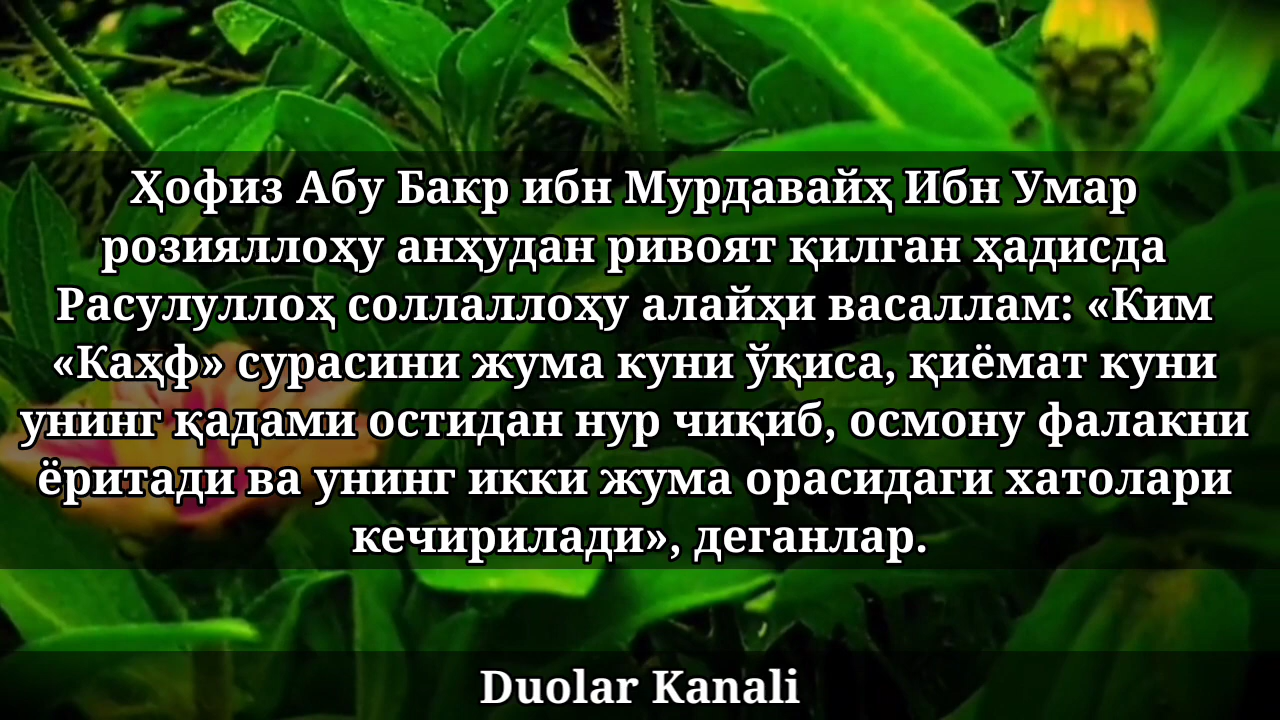 Ҳофиз Абу Бакр ибн Мурдавайҳ Ибн Умар
розияллоҳу анҳудан ривоят қилган ҳадисда
Расулуллоҳ соллаллоҳу алайҳи васаллам: «Ким
«Каҳф» сурасини жума куни ўқиса, қиёмат куни
унинг қадами остидан нур чиқиб, осмону фалакни
ёритади ва унинг икки жума орасидаги хатолари
кечирилади», деганлар.
Duolar Kanali